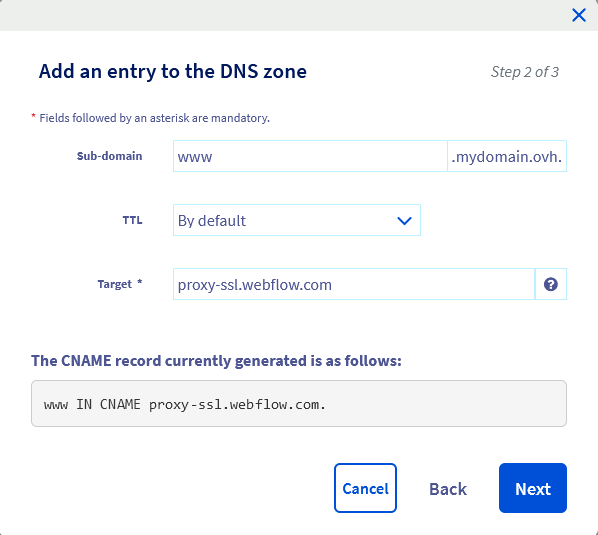 Add an entry to the DNS zone
Step 2 of 3
* Fields followed by an asterisk are mandatory.
Sub-domain www .mydomain.ovh.
TTL By default
Target * proxy-ssl.webflow.com ?
The CNAME record currently generated is as follows:
www IN CNAME proxy-ssl.webflow.com.
Cancel Back Next